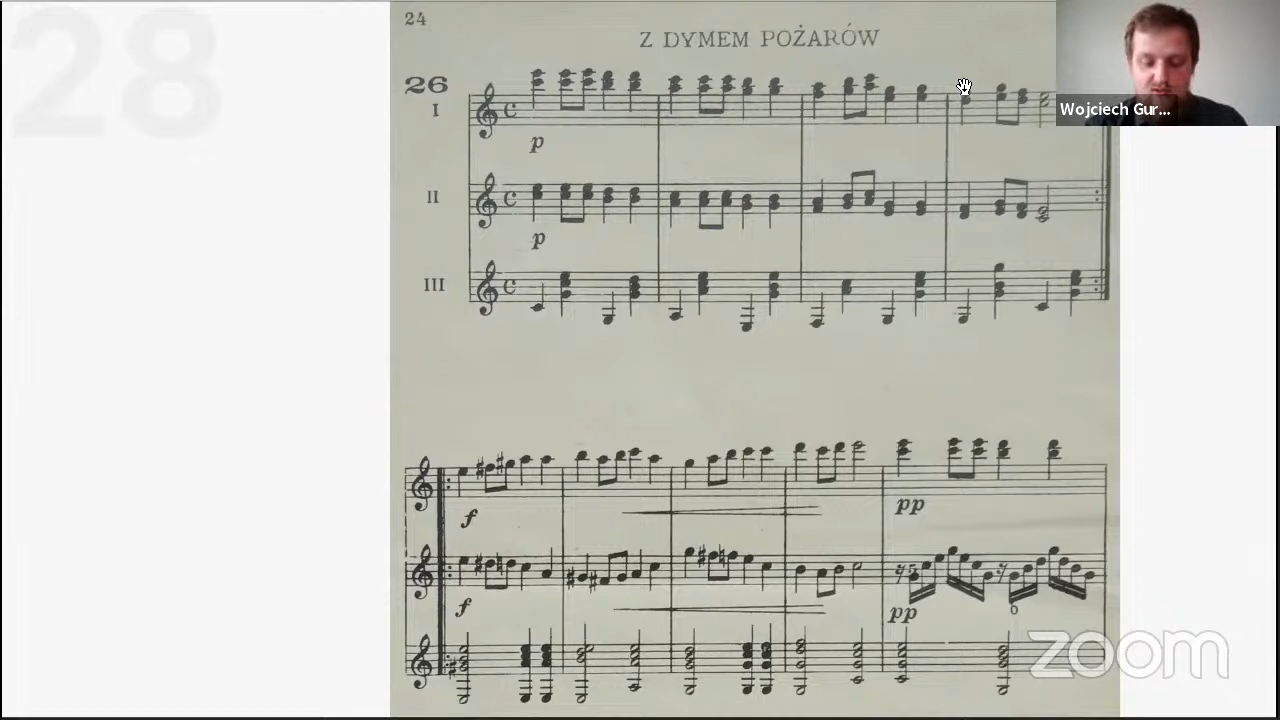 28
24
Z DYMEM POŻARÓW
26
I
p
II
p
III
Wojciech Gur...
f
pp
f
pp
o
zoom